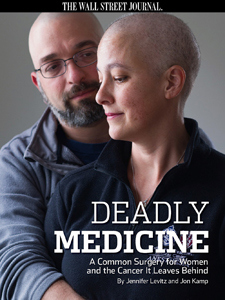 THE WALL STREET JOURNAL.
DEADLY
MEDICINE
A Common Surgery for Women
and the Cancer It Leaves Behind
By Jennifer Levitz and Jon Kamp